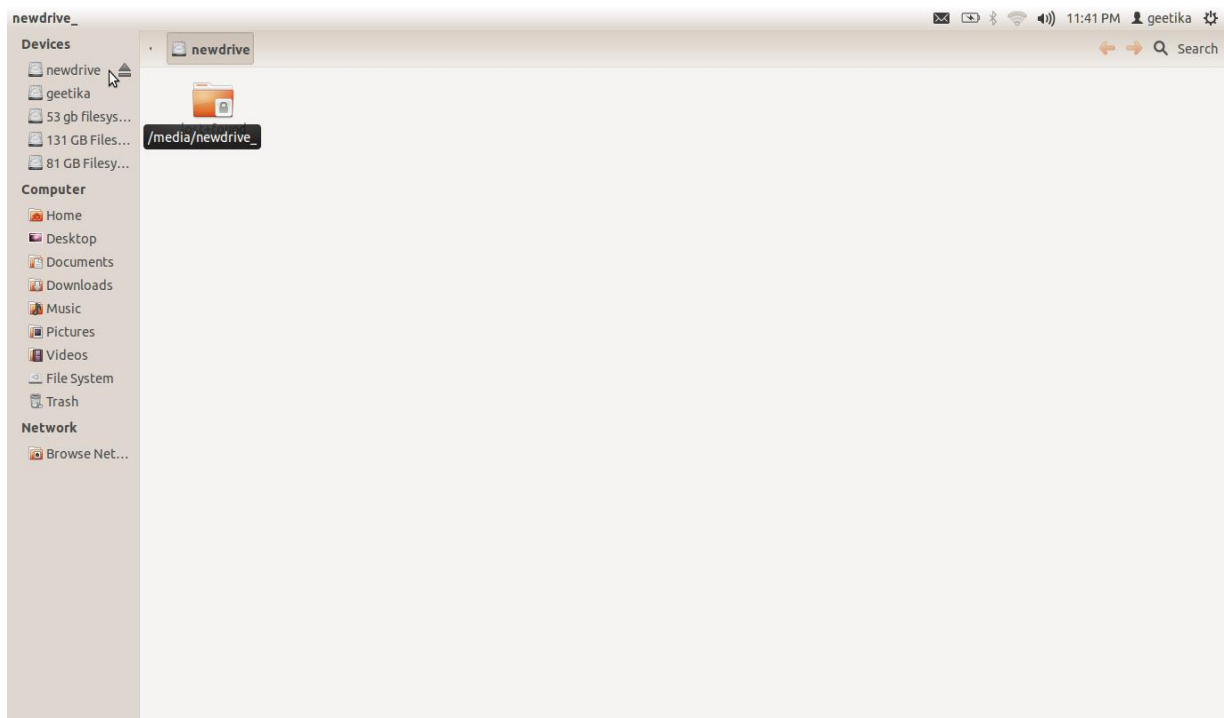 newdrive_
11:41 PM geetika
Devices
newdrive
geetika
53 gb filesys...
131 GB Files...
81 GB Filesy...
Computer
Home
Desktop
Documents
Downloads
Music
Pictures
Videos
File System
Trash
Network
Browse Net...
newdrive
Search
/media/newdrive_